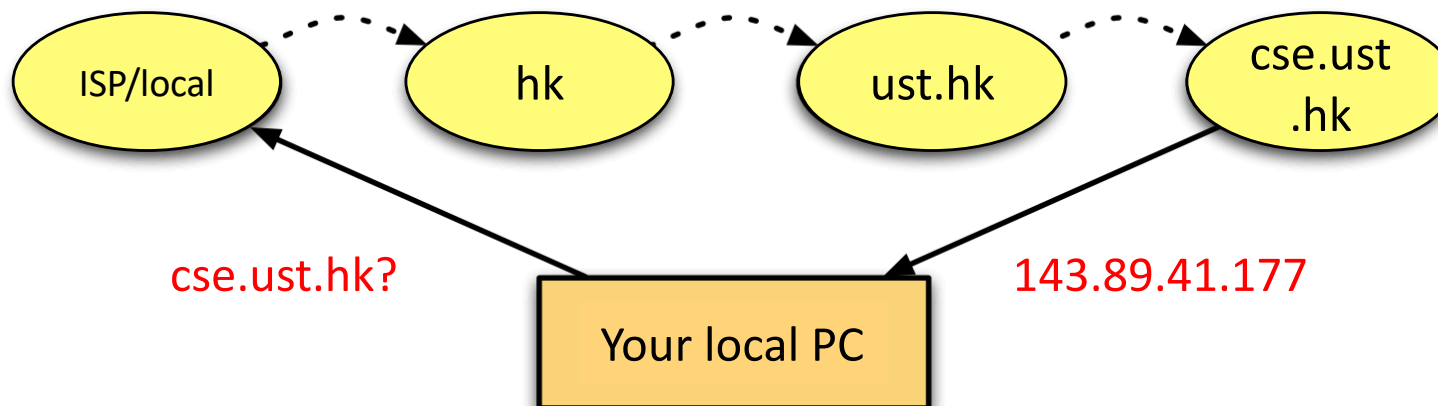 ISP/local
hk
ust.hk
cse.ust
.hk
cse.ust.hk?
143.89.41.177
Your local PC